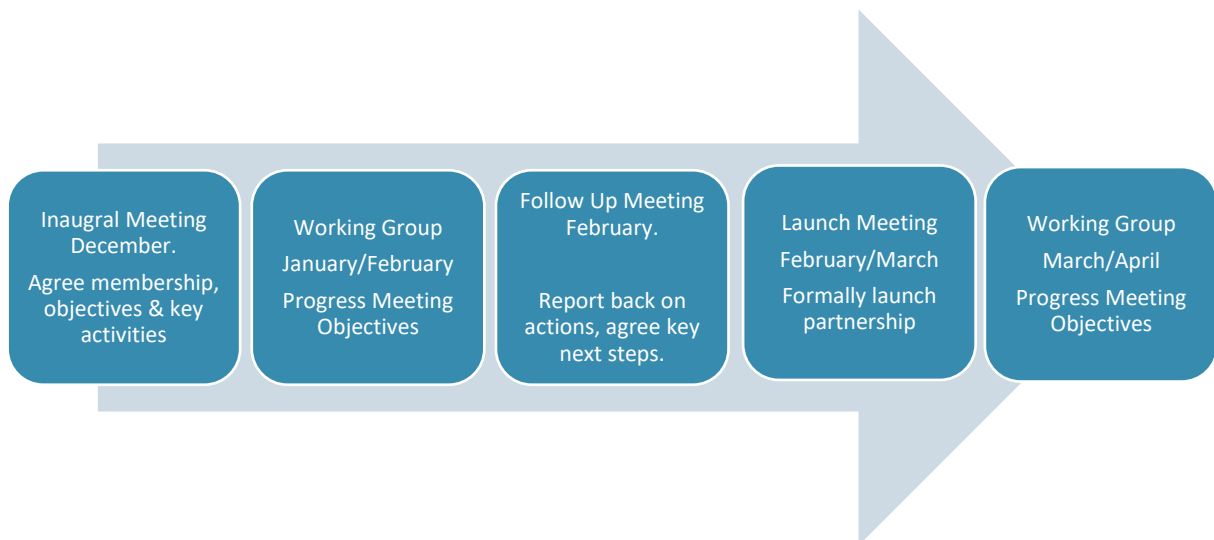 Inaugral Meeting
December.
Agree membership,
objectives & key
activities
Working Group
January/February
Progress Meeting
Objectives
Follow Up Meeting
February.
Report back on
actions, agree key
next steps.
Launch Meeting
February/March
Formally launch
partnership
Working Group
March/April
Progress Meeting
Objectives